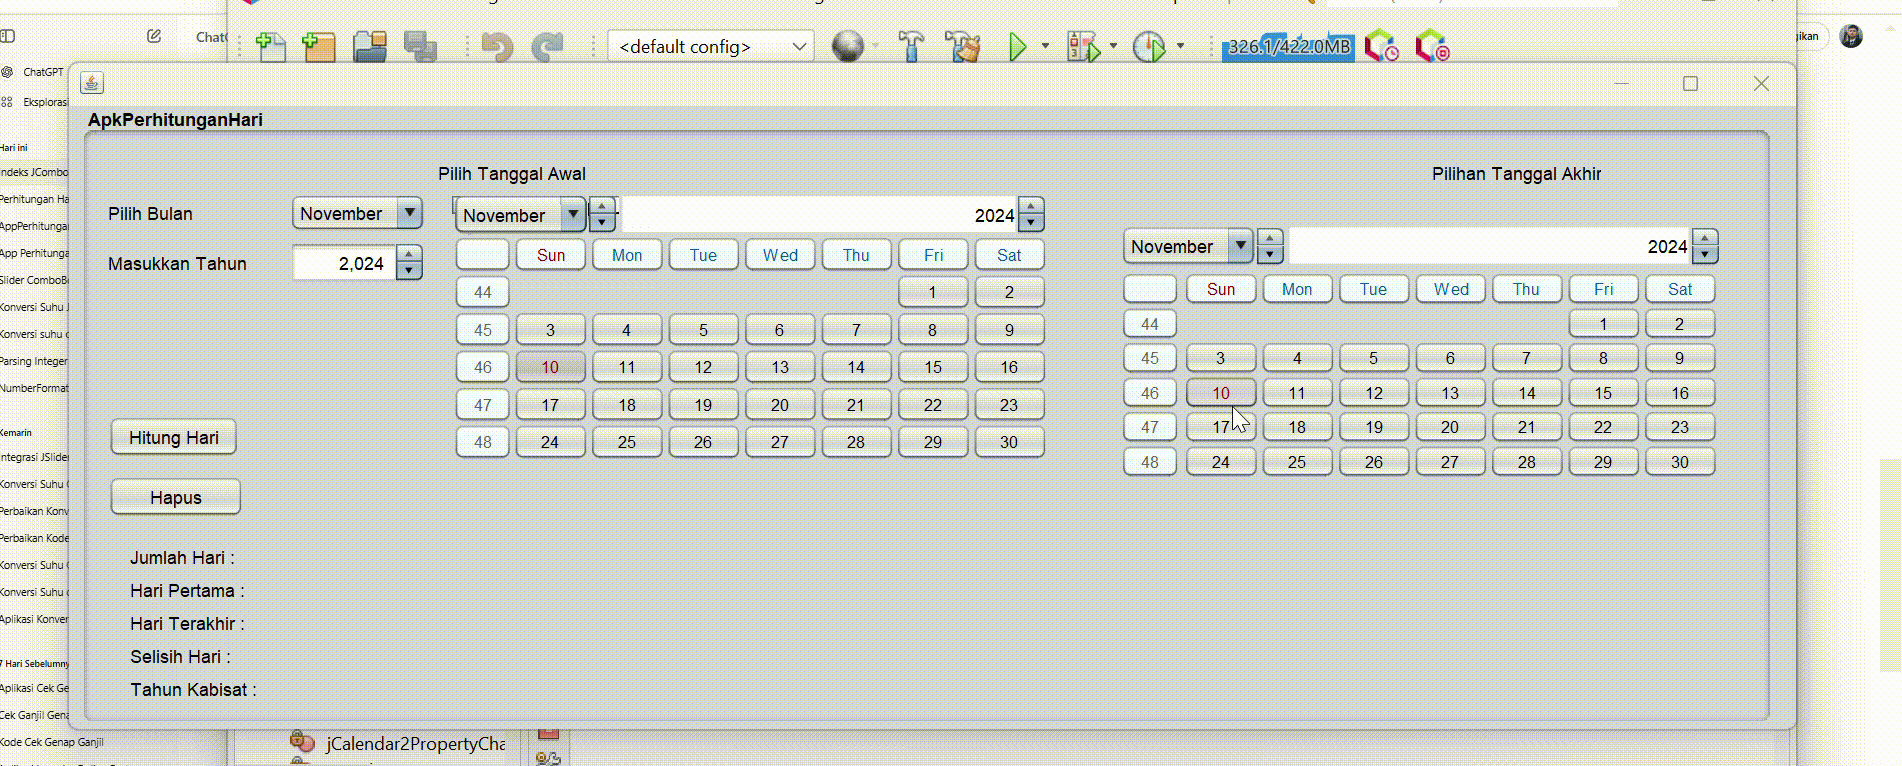 ChatG
<default config>
326.1/422.0MB
gikan
ChatGPT
Eksploras
ApkPerhitunganHari
Hari ini
ndeks JCombo
Perhitungan Ha
AppPerhitunga
App Perhitunga
Slider ComboBo
Konversi Suhu J
Konversi suhu d
Parsing Integer
NumberFormat
Kemarin
ntegrasi JSlider
Konversi Suhu C
Perbaikan Konv
Perbaikan Kode
Konversi Suhu C
Konversi Suhu d
Aplikasi Konver
7 Hari Sebelumny
Aplikasi Cek Ge
Cek Ganjil Gena
Kode Cek Genap Ganjil
Pilih Tanggal Awal
Pilihan Tanggal Akhir
Pilih Bulan
November
Masukkan Tahun
2,024
November
2024
Sun Mon Tue Wed Thu Fri Sat
44 1 2
45 3 4 5 6 7 8 9
46 10 11 12 13 14 15 16
47 17 18 19 20 21 22 23
48 24 25 26 27 28 29 30
November
2024
Sun Mon Tue Wed Thu Fri Sat
44 1 2
45 3 4 5 6 7 8 9
46 10 11 12 13 14 15 16
47 17 18 19 20 21 22 23
48 24 25 26 27 28 29 30
Hitung Hari
Hapus
Jumlah Hari :
Hari Pertama :
Hari Terakhir :
Selisih Hari :
Tahun Kabisat :
jCalendar2PropertyCha